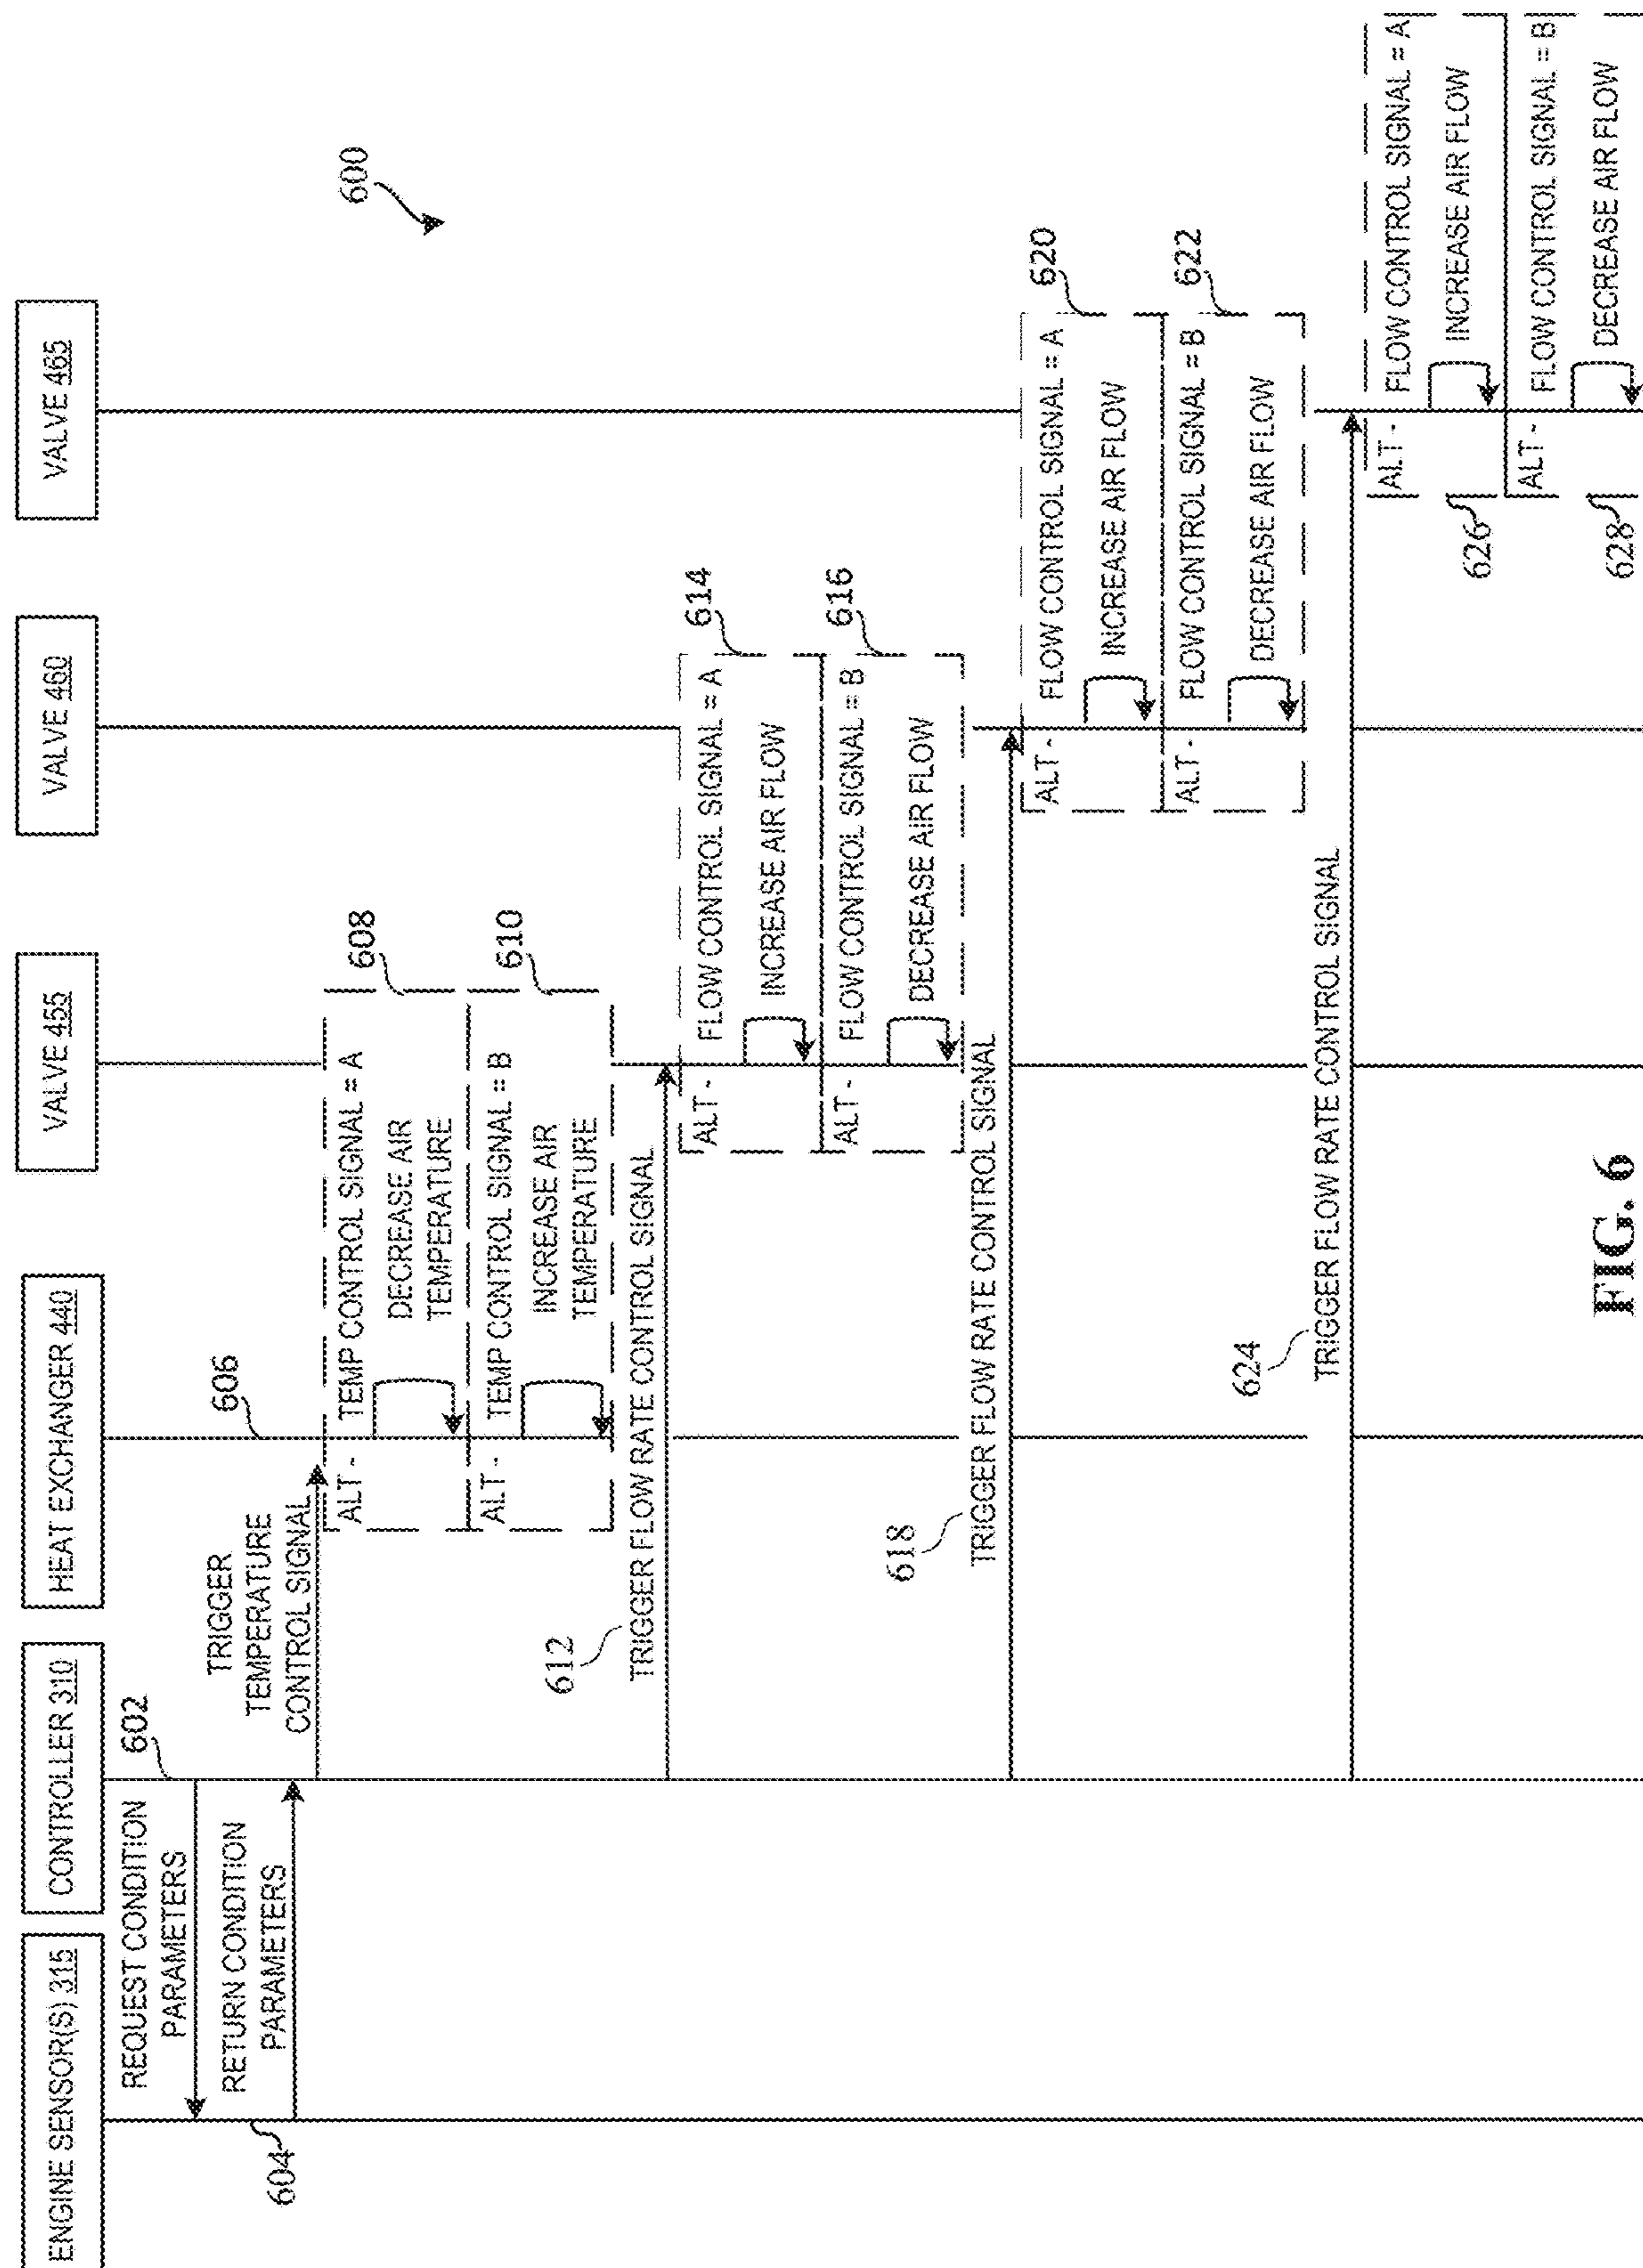 ENGINE SENSOR(S) 315
CONTROLLER 310
HEAT EXCHANGER 440
VALVE 455
VALVE 460
VALVE 465
600
REQUEST CONDITION
PARAMETERS
602
RETURN CONDITION
PARAMETERS
604
TRIGGER
TEMPERATURE
CONTROL SIGNAL
606
ALT - TEMP CONTROL SIGNAL = A
DECREASE AIR
TEMPERATURE
608
ALT - TEMP CONTROL SIGNAL = B
INCREASE AIR
TEMPERATURE
610
612
TRIGGER FLOW RATE CONTROL SIGNAL
ALT - FLOW CONTROL SIGNAL = A
INCREASE AIR FLOW
614
ALT - FLOW CONTROL SIGNAL = B
DECREASE AIR FLOW
616
618
TRIGGER FLOW RATE CONTROL SIGNAL
ALT - FLOW CONTROL SIGNAL = A
INCREASE AIR FLOW
620
ALT - FLOW CONTROL SIGNAL = B
DECREASE AIR FLOW
622
624
TRIGGER FLOW RATE CONTROL SIGNAL
ALT - FLOW CONTROL SIGNAL = A
INCREASE AIR FLOW
626
ALT - FLOW CONTROL SIGNAL = B
DECREASE AIR FLOW
628
FIG. 6